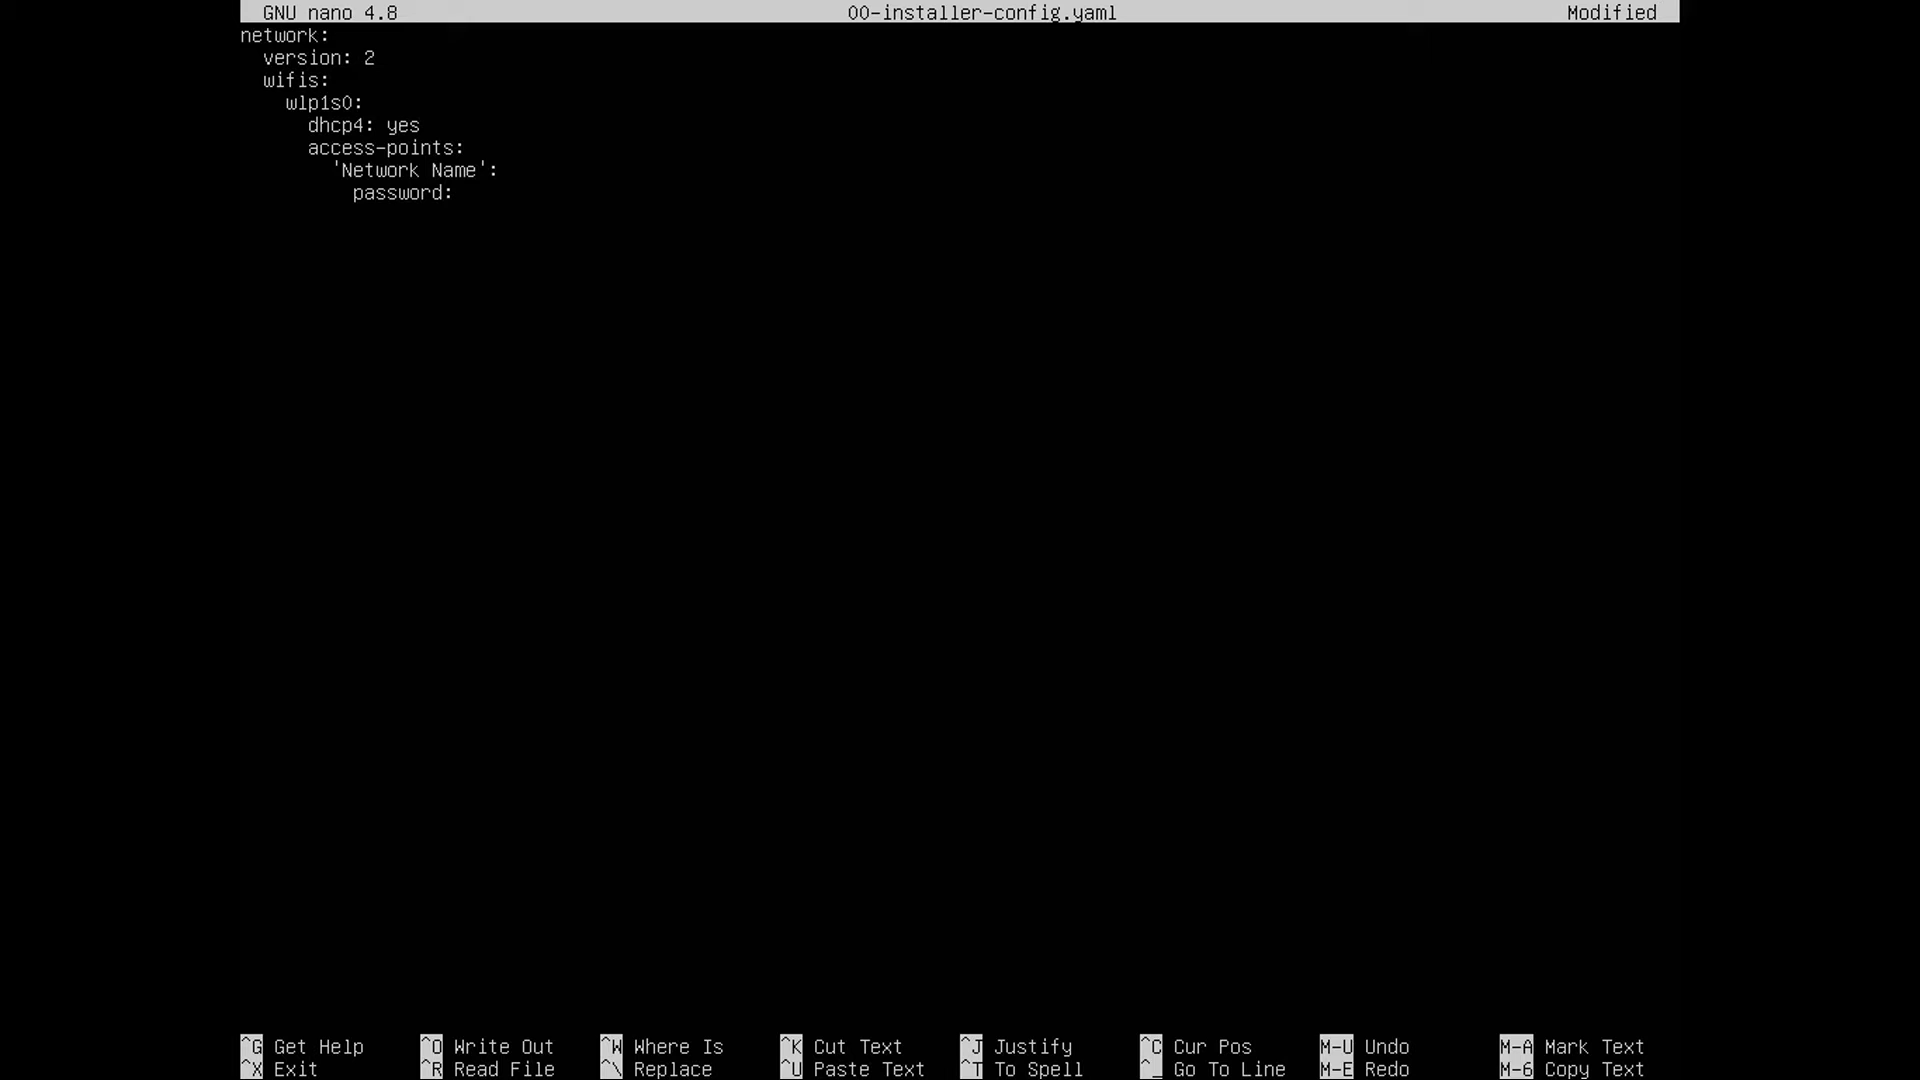 GNU nano 4.8 00-installer-config.yaml Modified
network:
  version: 2
  wifis:
    wlp1s0:
      dhcp4: yes
      access-points:
        'Network Name':
          password:
^G Get Help ^O Write Out ^W Where Is ^K Cut Text ^J Justify ^C Cur Pos M-U Undo M-A Mark Text
^X Exit ^R Read File ^\ Replace ^U Paste Text ^T To Spell ^_ Go To Line M-E Redo M-6 Copy Text